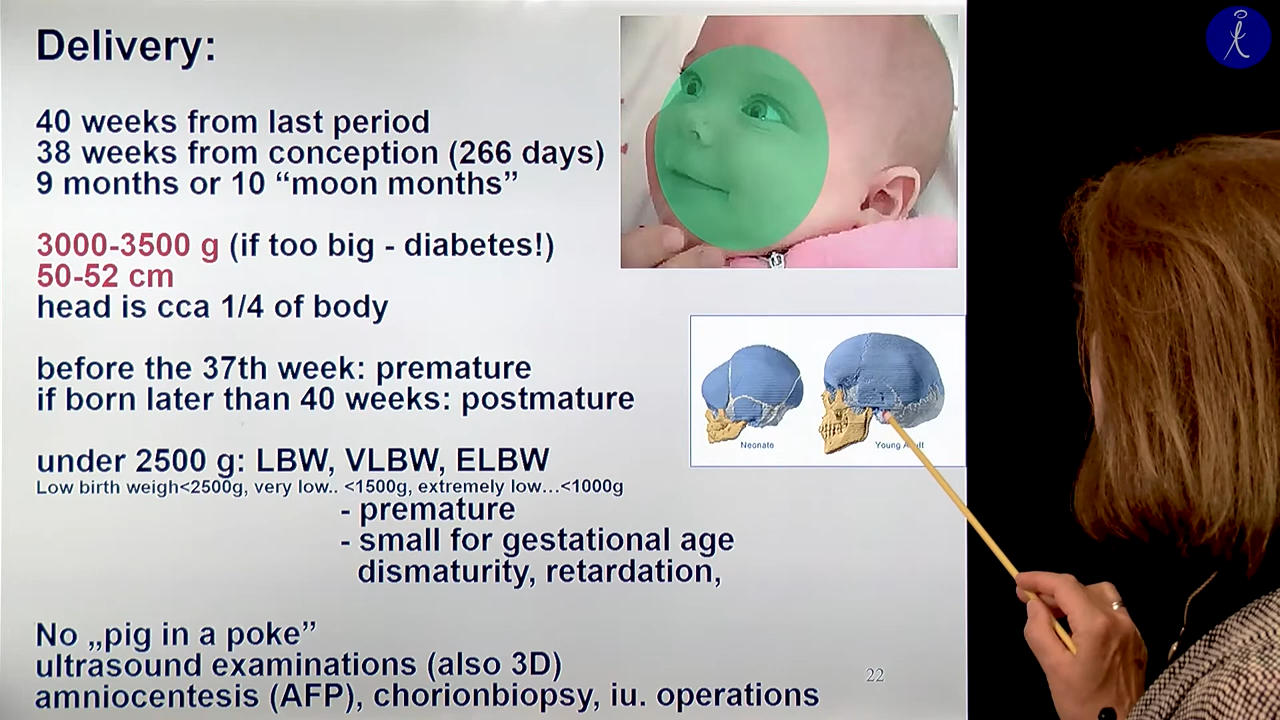 Delivery:
40 weeks from last period
38 weeks from conception (266 days)
9 months or 10 “moon months”
3000-3500 g (if too big - diabetes!)
50-52 cm
head is cca 1/4 of body
before the 37th week: premature
if born later than 40 weeks: postmature
under 2500 g: LBW, VLBW, ELBW
Low birth weigh<2500g, very low.. <1500g, extremely low…<1000g
- premature
- small for gestational age
dismaturity, retardation,
No „pig in a poke”
ultrasound examinations (also 3D)
amniocentesis (AFP), chorionbiopsy, iu. operations
Neonate
Young
22